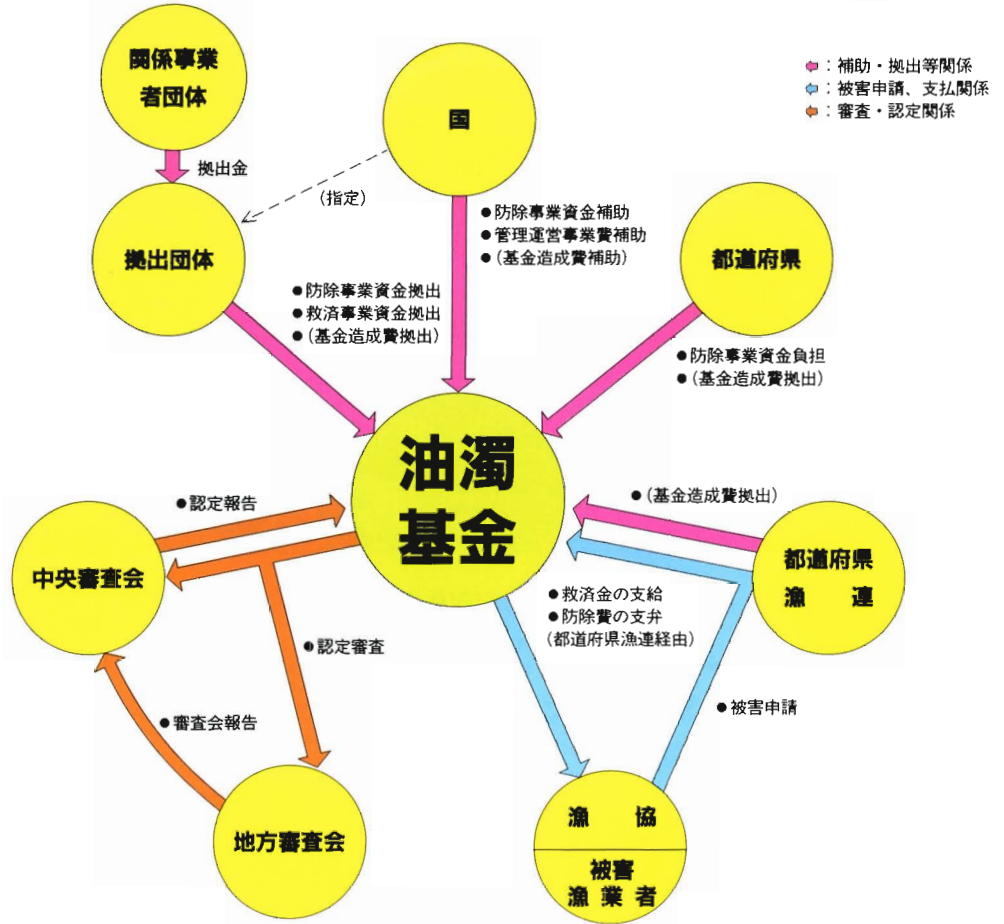 関係事業
者団体
国
⇦：補助・拠出等関係
⇦：被害申請、支払関係
⇦：審査・認定関係
拠出金
(指定)
拠出団体
●防除事業資金補助
●管理運営事業費補助
●(基金造成費補助)
都道府県
●防除事業資金拠出
●救済事業資金拠出
●(基金造成費拠出)
●防除事業資金負担
●(基金造成費拠出)
油濁
基金
●認定報告
●(基金造成費拠出)
中央審査会
都道府県
漁　連
●救済金の支給
●防除費の支弁
(都道府県漁連経由)
●認定審査
●審査会報告
●被害申請
地方審査会
漁　協
被害
漁業者